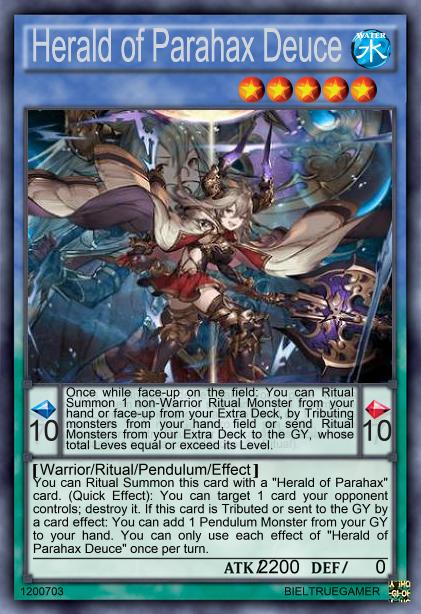 Herald of Parahax Deuce
WATER
水
Once while face-up on the field: You can Ritual
Summon 1 non-Warrior Ritual Monster from your
hand or face-up from your Extra Deck, by Tributing
monsters from your hand, field or send Ritual
Monsters from your Extra Deck to the GY, whose
total Leves equal or exceed its Level.
10
10
[Warrior/Ritual/Pendulum/Effect]
You can Ritual Summon this card with a "Herald of Parahax"
card. (Quick Effect): You can target 1 card your opponent
controls; destroy it. If this card is Tributed or sent to the GY by
a card effect: You can add 1 Pendulum Monster from your GY
to your hand. You can only use each effect of "Herald of
Parahax Deuce" once per turn.
ATK/2200 DEF/ 0
1200703
BIELTRUEGAMER